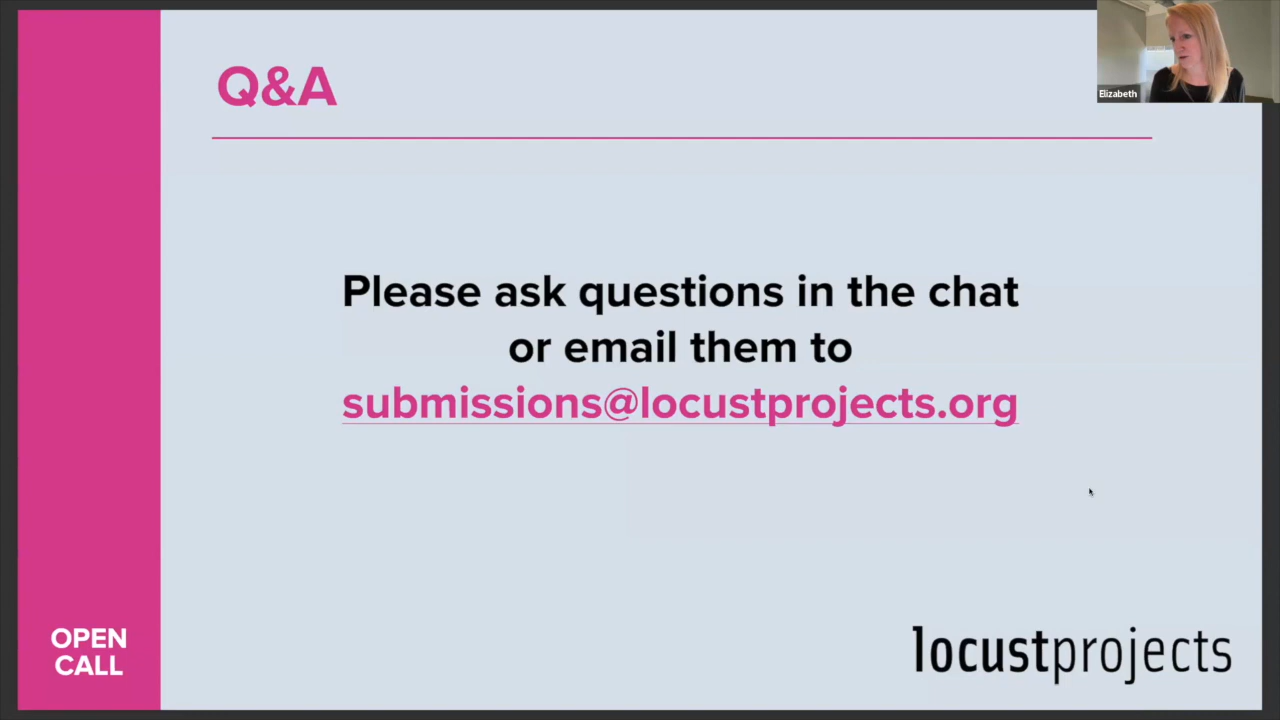 Q&A
Elizabeth
Please ask questions in the chat
or email them to
submissions@locustprojects.org
OPEN
CALL
locustprojects